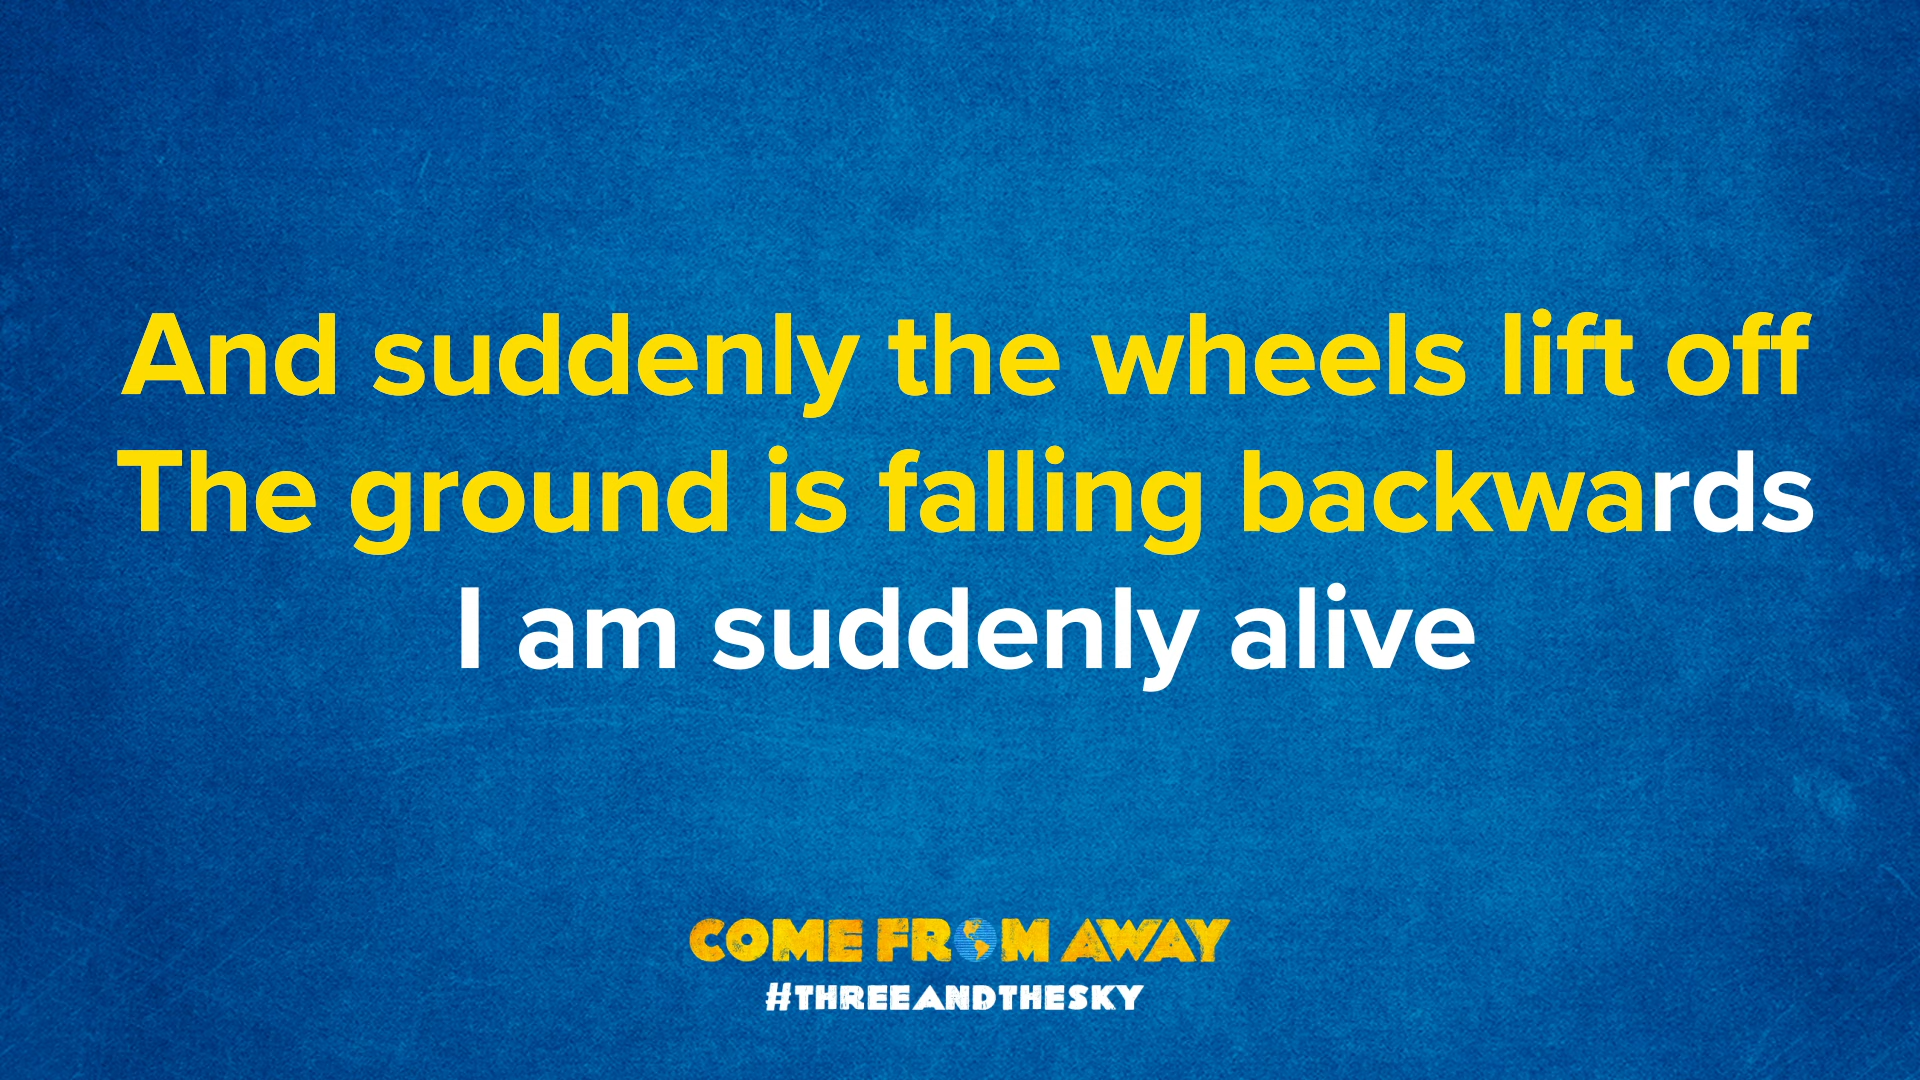 And suddenly the wheels lift off
The ground is falling backwards
I am suddenly alive
COME FROM AWAY
#THREEANDTHESKY